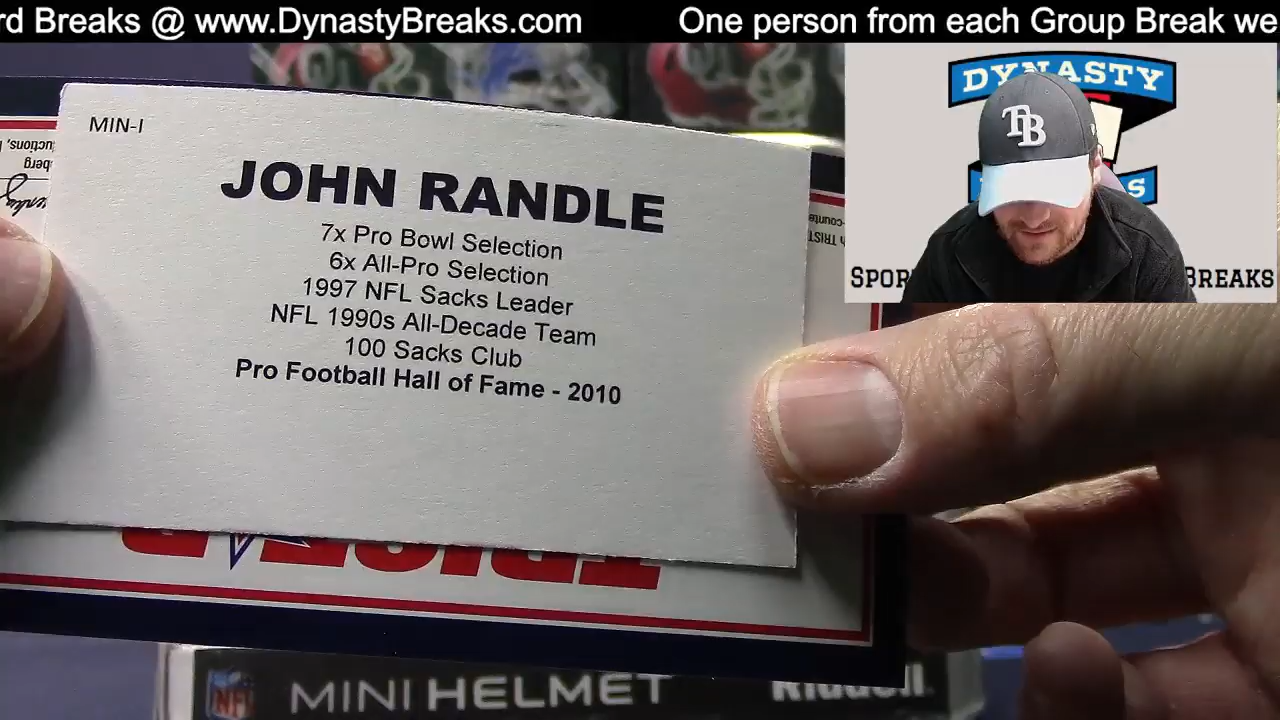 rd Breaks @ www.DynastyBreaks.com One person from each Group Break we
DYNASTY
TB
S
SPOR BREAKS
MIN-I
JOHN RANDLE
7x Pro Bowl Selection
6x All-Pro Selection
1997 NFL Sacks Leader
NFL 1990s All-Decade Team
100 Sacks Club
Pro Football Hall of Fame - 2010
NFL MINI HELMET Riddell